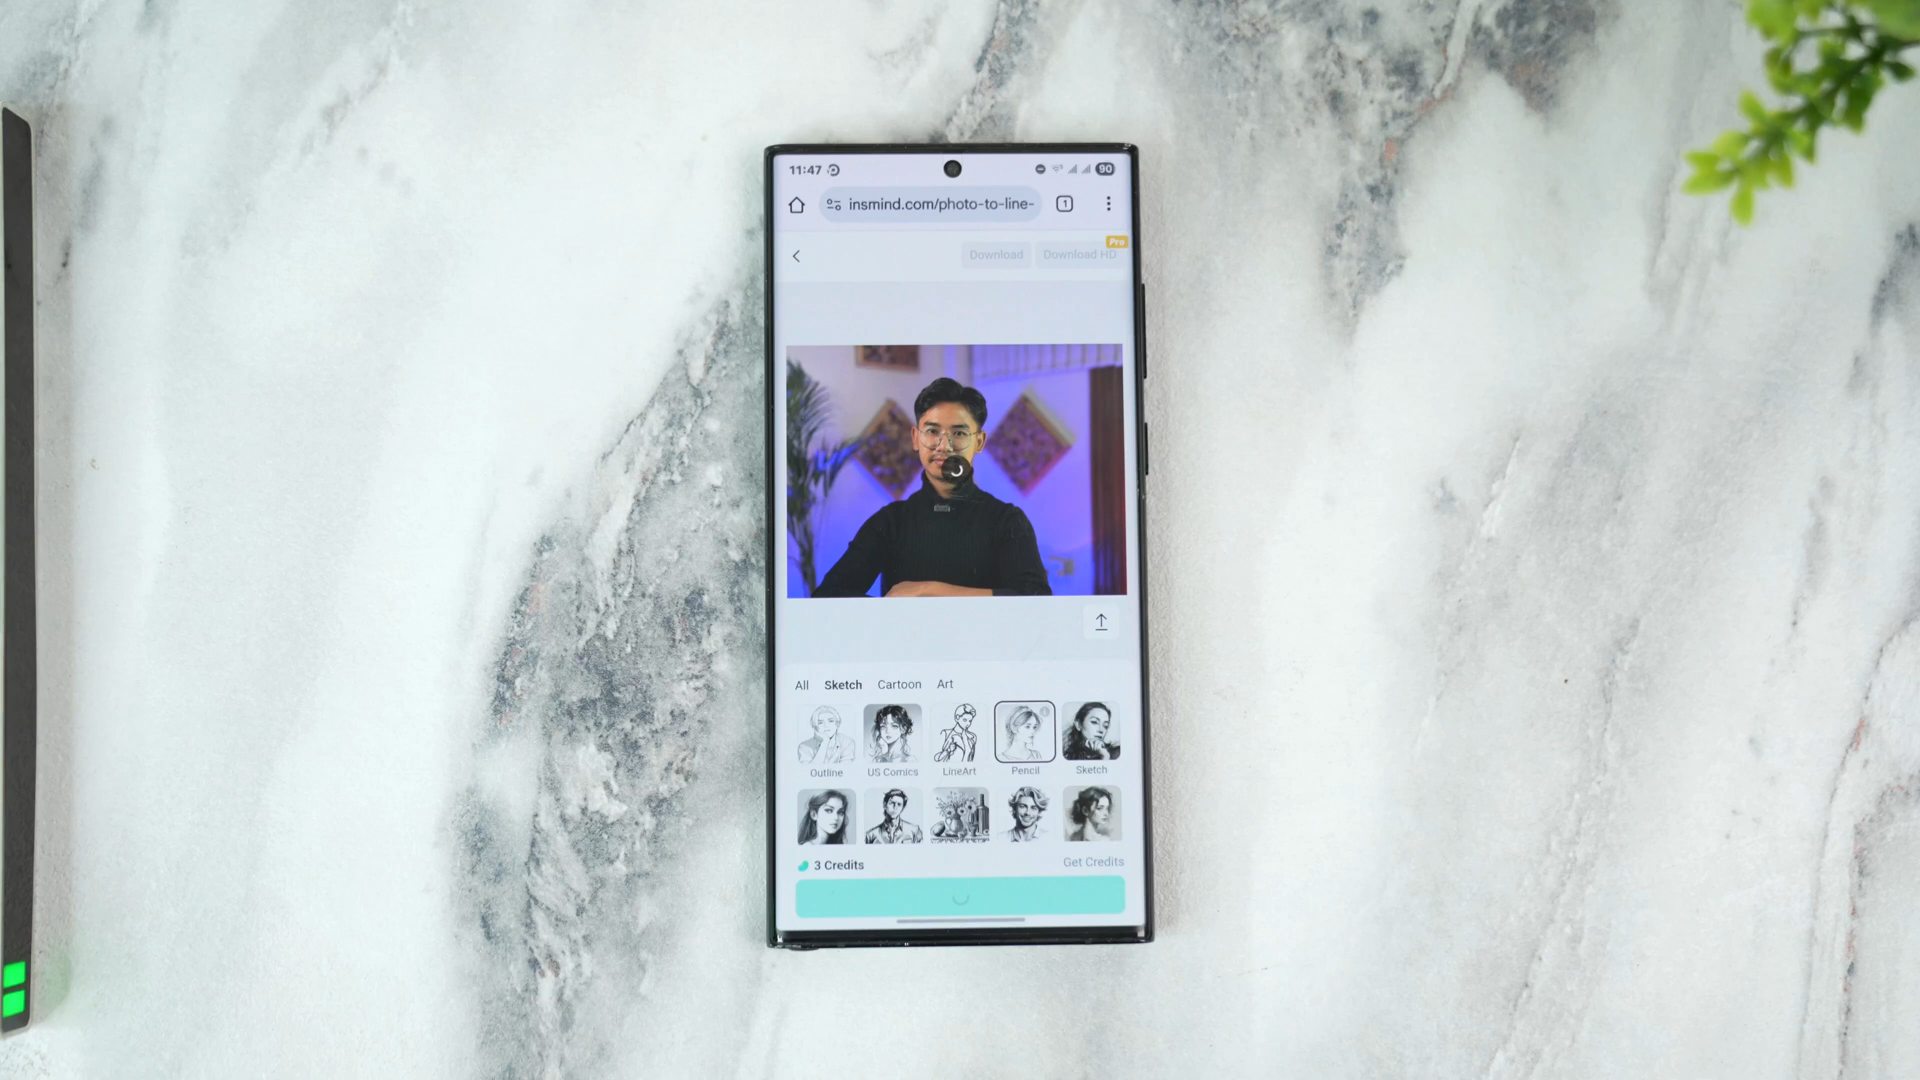 11:47
90
insmind.com/photo-to-line-
1
Pro
Download
Download HD
All Sketch Cartoon Art
Outline US Comics LineArt Pencil Sketch
3 Credits
Get Credits